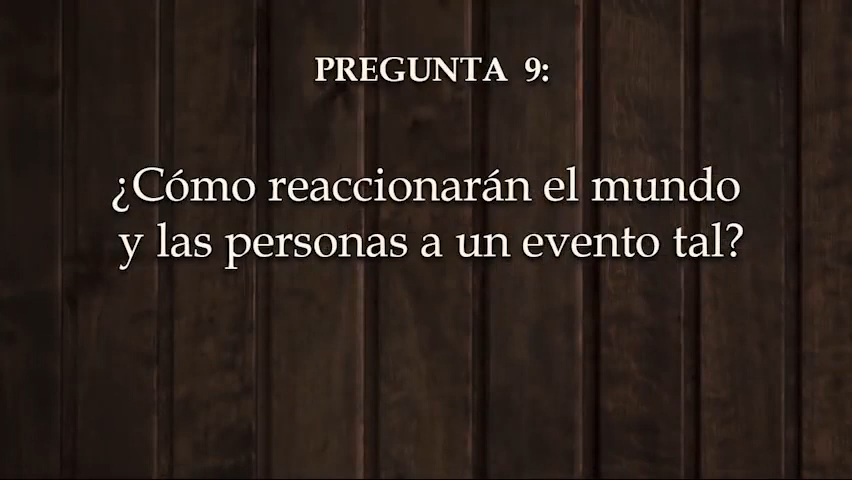 PREGUNTA 9:
¿Cómo reaccionarán el mundo
y las personas a un evento tal?